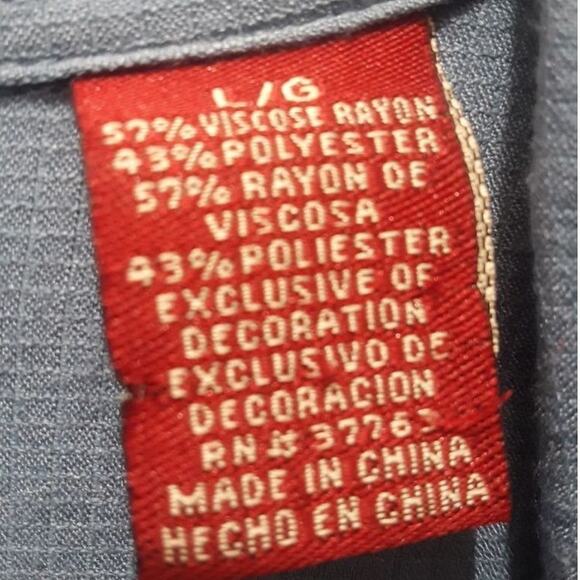 L/G
57% VISCOSE RAYON
43% POLYESTER
57% RAYON DE
VISCOSA
43% POLIESTER
EXCLUSIVE OF
DECORATION
EXCLUSIVO DE
DECORACION
RN#
MADE IN CHINA
HECHO EN CHINA